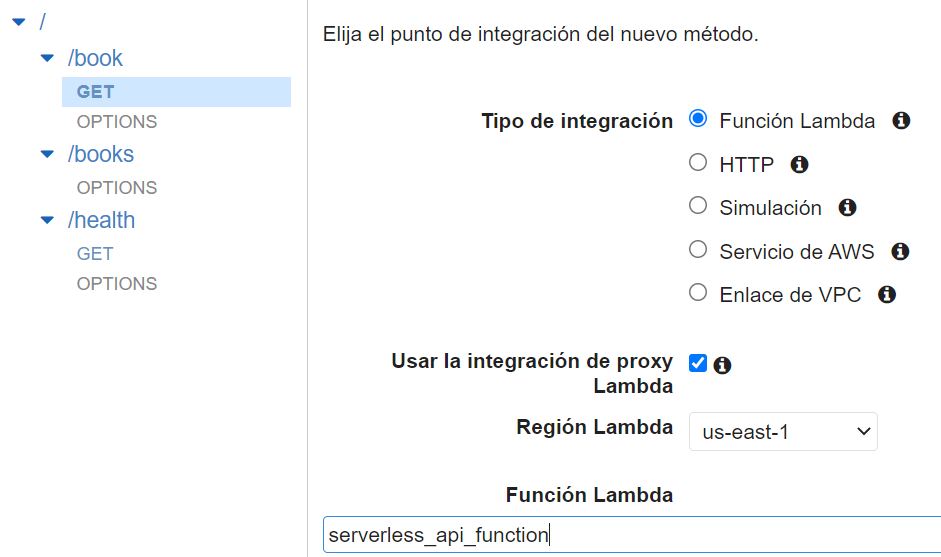 /
/book
GET
OPTIONS
/books
OPTIONS
/health
GET
OPTIONS
Elija el punto de integración del nuevo método.
Tipo de integración
Función Lambda
HTTP
Simulación
Servicio de AWS
Enlace de VPC
Usar la integración de proxy
Lambda
Región Lambda
us-east-1
Función Lambda
serverless_api_function